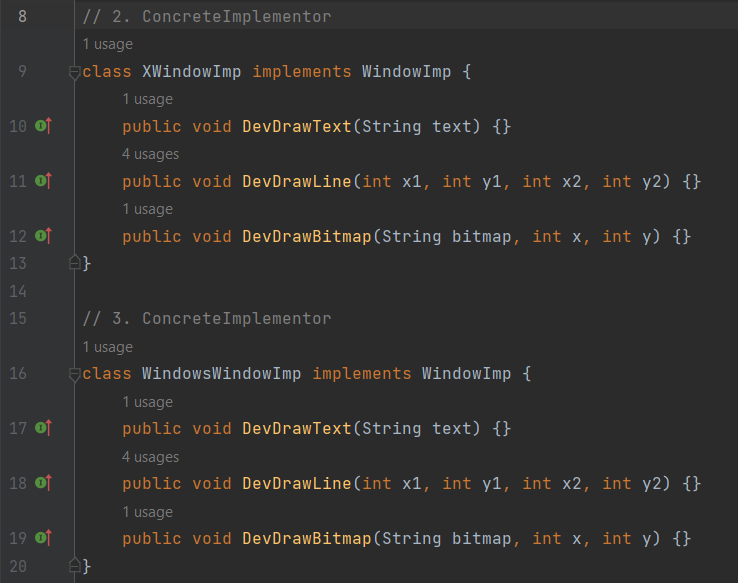 8 // 2. ConcreteImplementor
1 usage
9 class XWindowImp implements WindowImp {
1 usage
10 public void DevDrawText(String text) {}
4 usages
11 public void DevDrawLine(int x1, int y1, int x2, int y2) {}
1 usage
12 public void DevDrawBitmap(String bitmap, int x, int y) {}
13 }
14
15 // 3. ConcreteImplementor
1 usage
16 class WindowsWindowImp implements WindowImp {
1 usage
17 public void DevDrawText(String text) {}
4 usages
18 public void DevDrawLine(int x1, int y1, int x2, int y2) {}
1 usage
19 public void DevDrawBitmap(String bitmap, int x, int y) {}
20 }